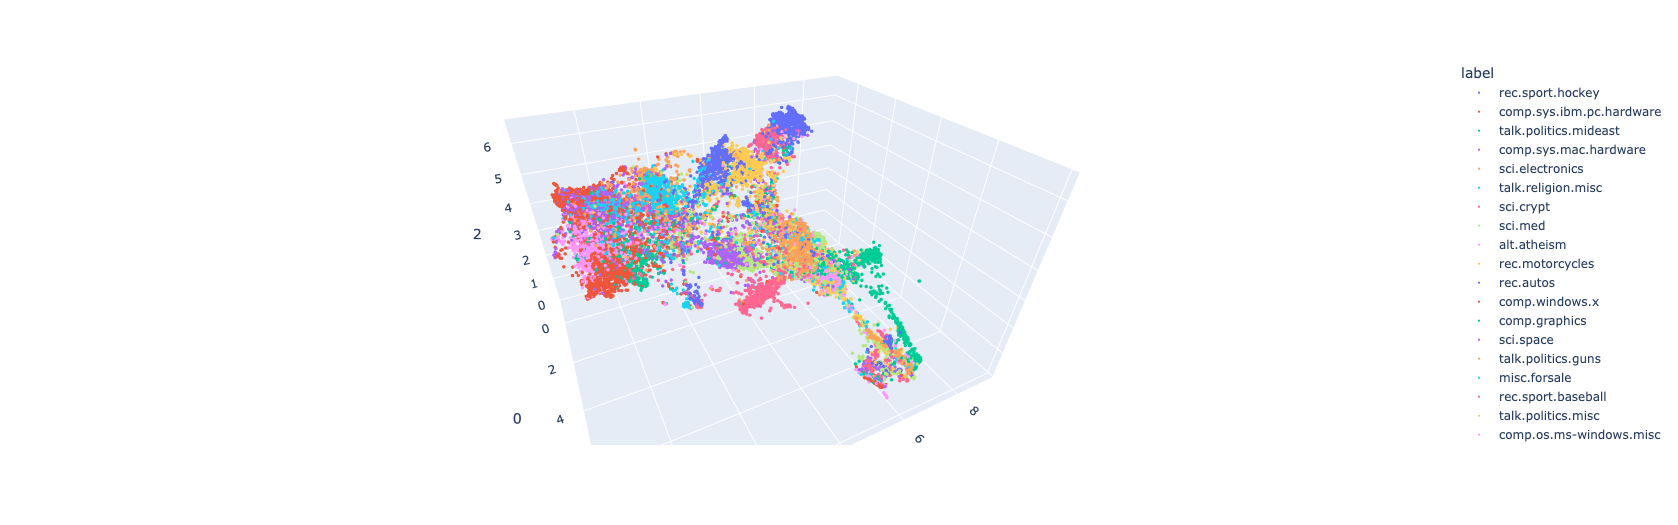 label
rec.sport.hockey
comp.sys.ibm.pc.hardware
talk.politics.mideast
comp.sys.mac.hardware
sci.electronics
talk.religion.misc
sci.crypt
sci.med
alt.atheism
rec.motorcycles
rec.autos
comp.windows.x
comp.graphics
sci.space
talk.politics.guns
misc.forsale
rec.sport.baseball
talk.politics.misc
comp.os.ms-windows.misc
6
5
4
2
3
2
1
0
0
2
0
4
6
8